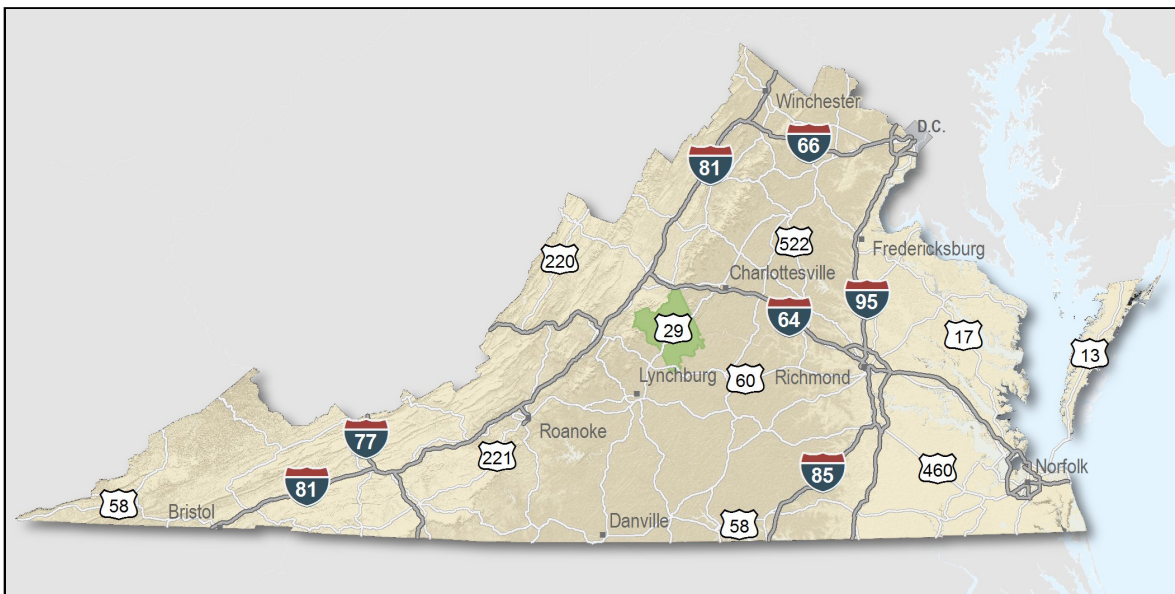 Winchester
D.C.
66
81
522
Fredericksburg
220
Charlottesville
95
64
29
17
13
Lynchburg
60
Richmond
Roanoke
77
221
85
460
Norfolk
81
58
Bristol
Danville
58